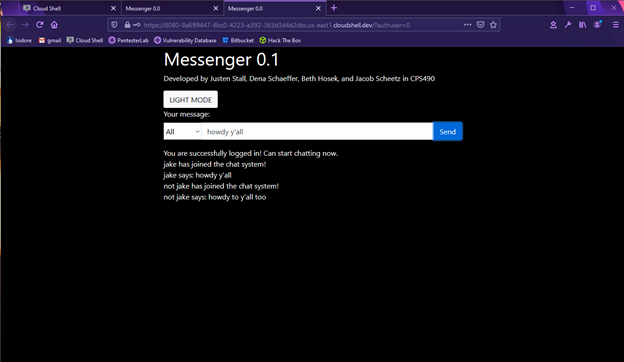 Cloud Shell
Messenger 0.0
Messenger 0.0
https://8080-8a699447-6bc0-4223-a392-363d3d4d2dbc.us-east1.cloudshell.dev/?authuser=0
Isidore gmail Cloud Shell PentesterLab Vulnerability Database Bitbucket Hack The Box
Messenger 0.1
Developed by Justen Stall, Dena Schaeffer, Beth Hosek, and Jacob Scheetz in CPS490
LIGHT MODE
Your message:
All howdy y'all Send
You are successfully logged in! Can start chatting now.
jake has joined the chat system!
jake says: howdy y'all
not jake has joined the chat system!
not jake says: howdy to y'all too